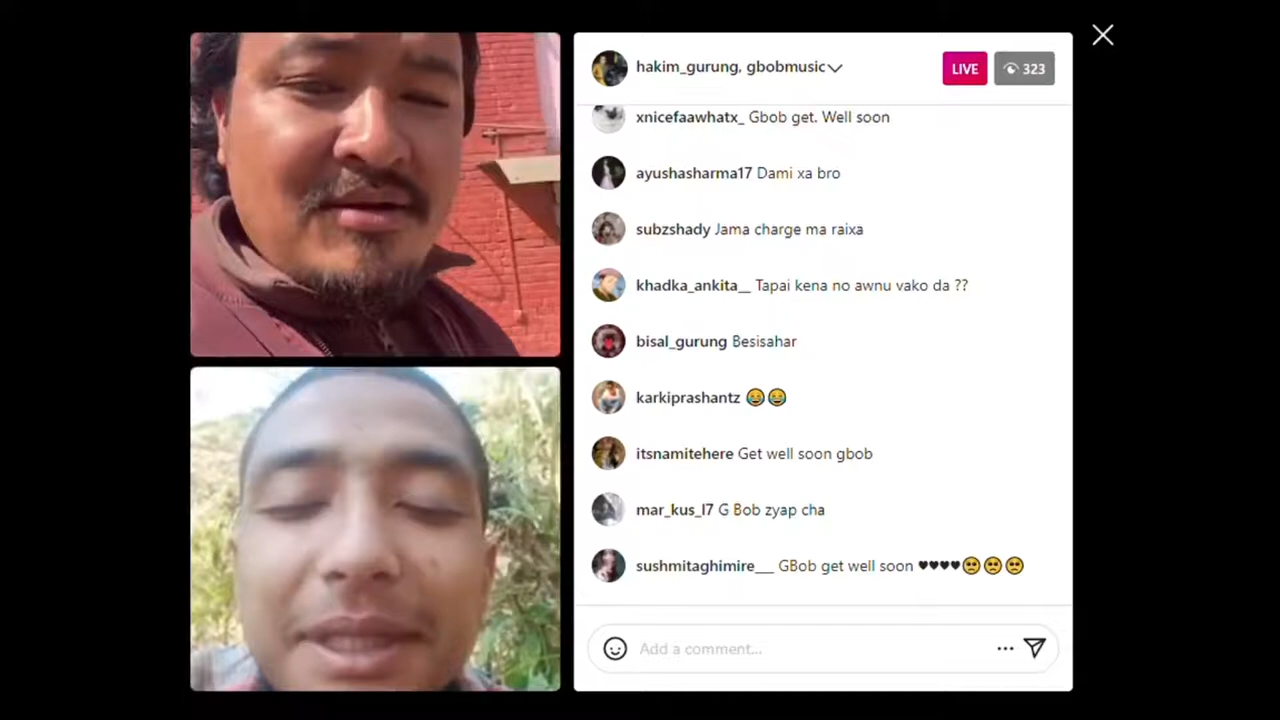 hakim_gurung, gbobmusic
LIVE
323
xnicefaawhatx_ Gbob get. Well soon
ayushasharma17 Dami xa bro
subzshady Jama charge ma raixa
khadka_ankita__ Tapai kena no awnu vako da ??
bisal_gurung Besisahar
karkiprashantz 😂😂
itsnamitehere Get well soon gbob
mar_kus_l7 G Bob zyap cha
sushmitaghimire___ GBob get well soon ♥♥♥♥🥺🥺🥺
Add a comment...